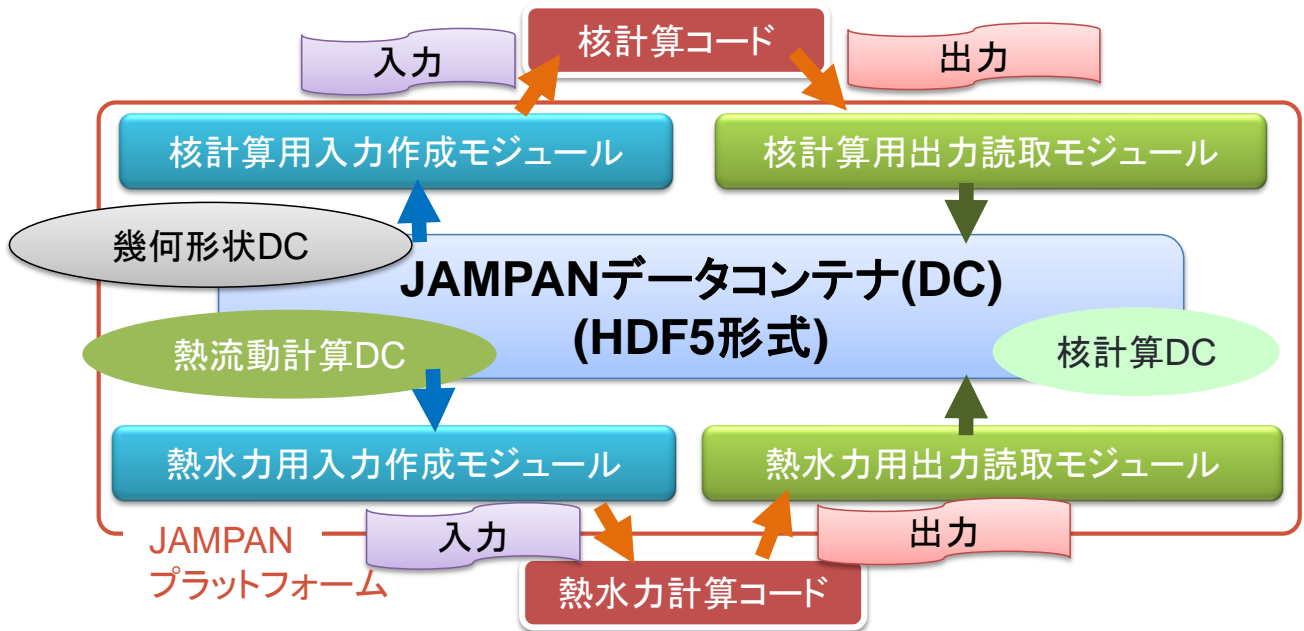 核計算コード
入力
出力
核計算用入力作成モジュール
核計算用出力読取モジュール
幾何形状DC
JAMPANデータコンテナ(DC)
(HDF5形式)
熱流動計算DC
核計算DC
熱水力用入力作成モジュール
熱水力用出力読取モジュール
JAMPAN
プラットフォーム
入力
出力
熱水力計算コード